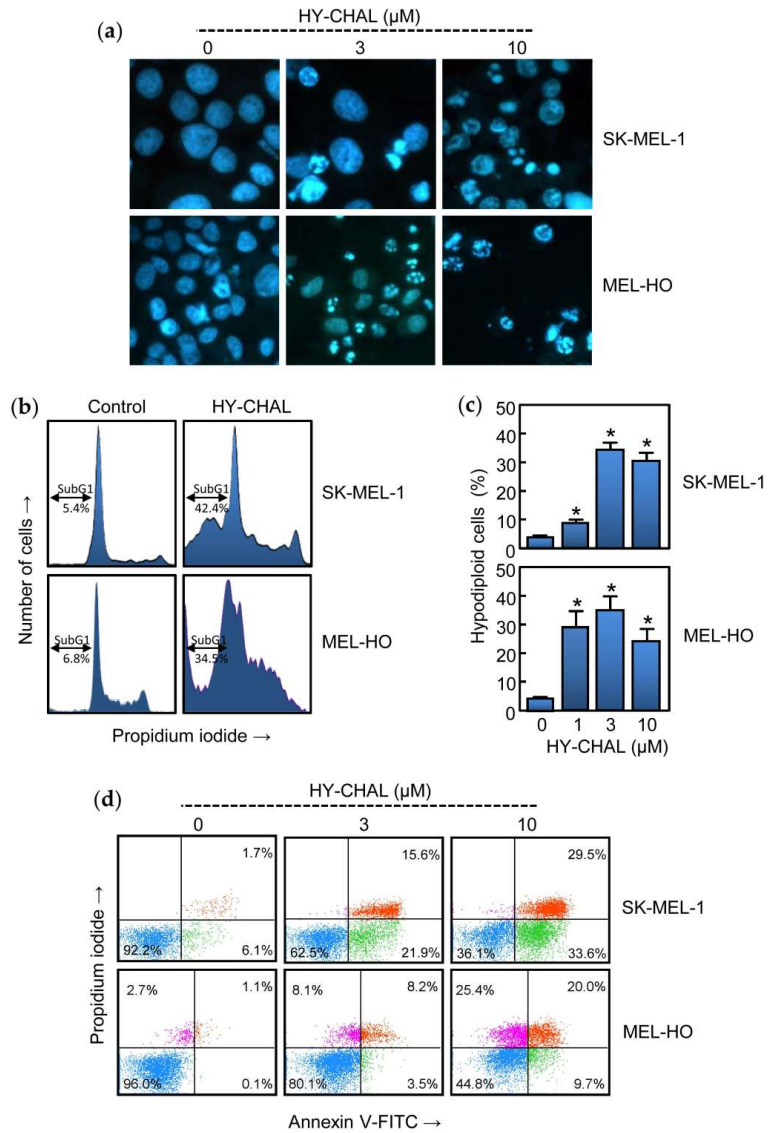 (a)
HY-CHAL (µM)
0 3 10
SK-MEL-1
MEL-HO
(b)
Control HY-CHAL
SubG1
5.4%
SubG1
42.4%
SK-MEL-1
SubG1
6.8%
SubG1
34.5%
MEL-HO
Number of cells →
Propidium iodide →
(c)
50
40
30
20
10
0
SK-MEL-1
* * *
50
40
30
20
10
0
MEL-HO
* * *
Hypodiploid cells (%)
0 1 3 10
HY-CHAL (µM)
(d)
HY-CHAL (µM)
0 3 10
1.7% 15.6% 29.5%
SK-MEL-1
92.2% 6.1% 62.5% 21.9% 36.1% 33.6%
2.7% 1.1% 8.1% 8.2% 25.4% 20.0%
MEL-HO
96.0% 0.1% 80.1% 3.5% 44.8% 9.7%
Propidium iodide →
Annexin V-FITC →